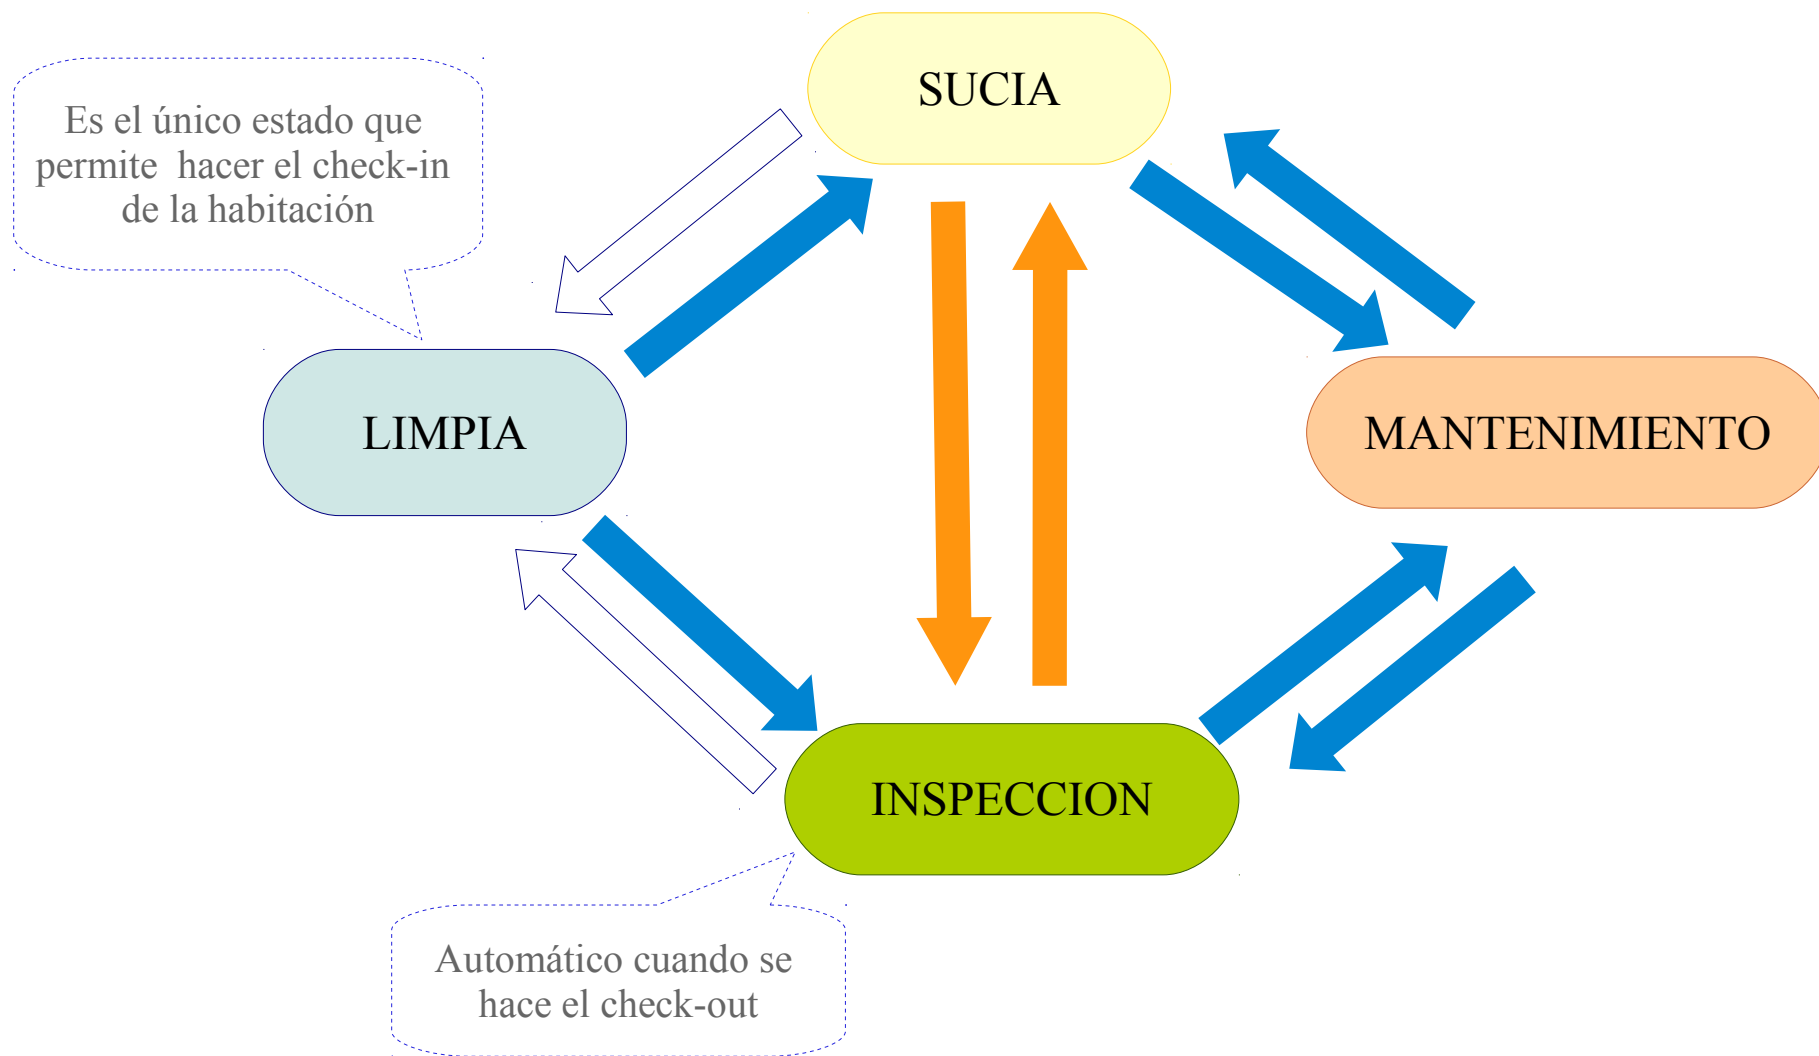 SUCIA
Es el único estado que
permite hacer el check-in
de la habitación
LIMPIA
MANTENIMIENTO
INSPECCION
Automático cuando se
hace el check-out